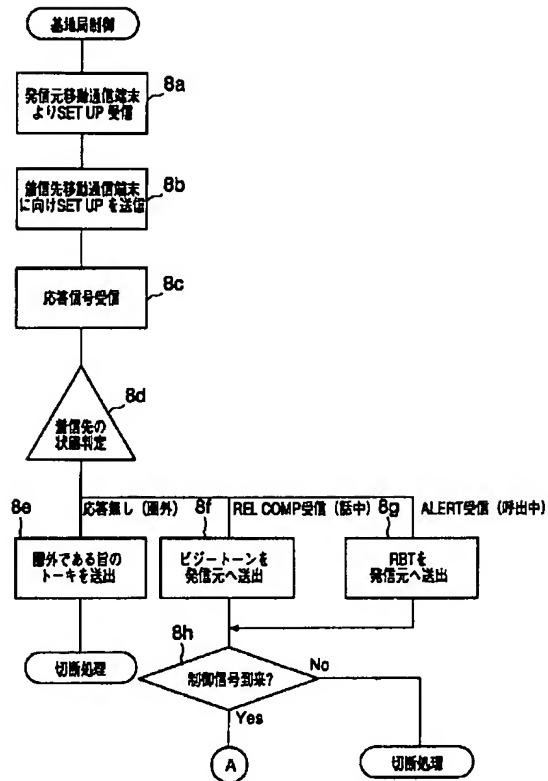 基地局制御
8a
発信元移動通信端末
よりSET UP 受信
8b
着信先移動通信端末
に向けSET UP を送信
8c
応答信号受信
8d
着信先の
状態判定
8e
応答無し（圏外）
8f
REL COMP受信（話中）
8g
ALERT受信（呼出中）
圏外である旨の
トーキを送出
ビジートーンを
発信元へ送出
RBTを
発信元へ送出
切断処理
8h
制御信号到来?
No
Yes
A
切断処理